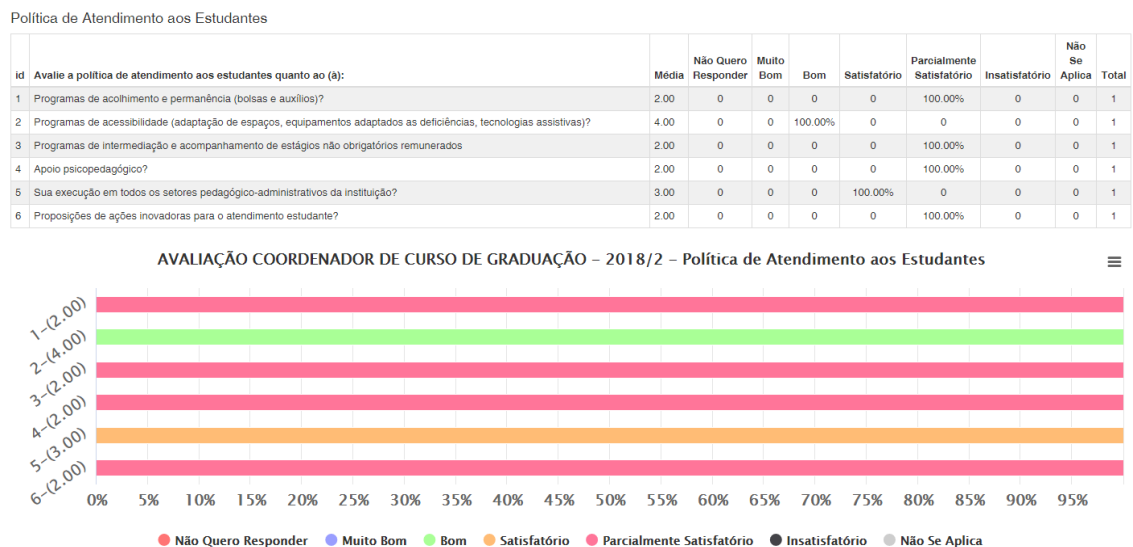 Política de Atendimento aos Estudantes
id Avalie a política de atendimento aos estudantes quanto ao (à): Média Não Quero Responder Muito Bom Bom Satisfatório Parcialmente Satisfatório Insatisfatório Não Se Aplica Total
1 Programas de acolhimento e permanência (bolsas e auxílios)? 2.00 0 0 0 0 100.00% 0 0 1
2 Programas de acessibilidade (adaptação de espaços, equipamentos adaptados as deficiências, tecnologias assistivas)? 4.00 0 0 100.00% 0 0 0 0 1
3 Programas de intermediação e acompanhamento de estágios não obrigatórios remunerados 2.00 0 0 0 0 100.00% 0 0 1
4 Apoio psicopedagógico? 2.00 0 0 0 0 100.00% 0 0 1
5 Sua execução em todos os setores pedagógico-administrativos da instituição? 3.00 0 0 0 100.00% 0 0 0 1
6 Proposições de ações inovadoras para o atendimento estudante? 2.00 0 0 0 0 100.00% 0 0 1
AVALIAÇÃO COORDENADOR DE CURSO DE GRADUAÇÃO – 2018/2 – Política de Atendimento aos Estudantes
1–(2.00)
2–(4.00)
3–(2.00)
4–(2.00)
5–(3.00)
6–(2.00)
0% 5% 10% 15% 20% 25% 30% 35% 40% 45% 50% 55% 60% 65% 70% 75% 80% 85% 90% 95%
Não Quero Responder Muito Bom Bom Satisfatório Parcialmente Satisfatório Insatisfatório Não Se Aplica